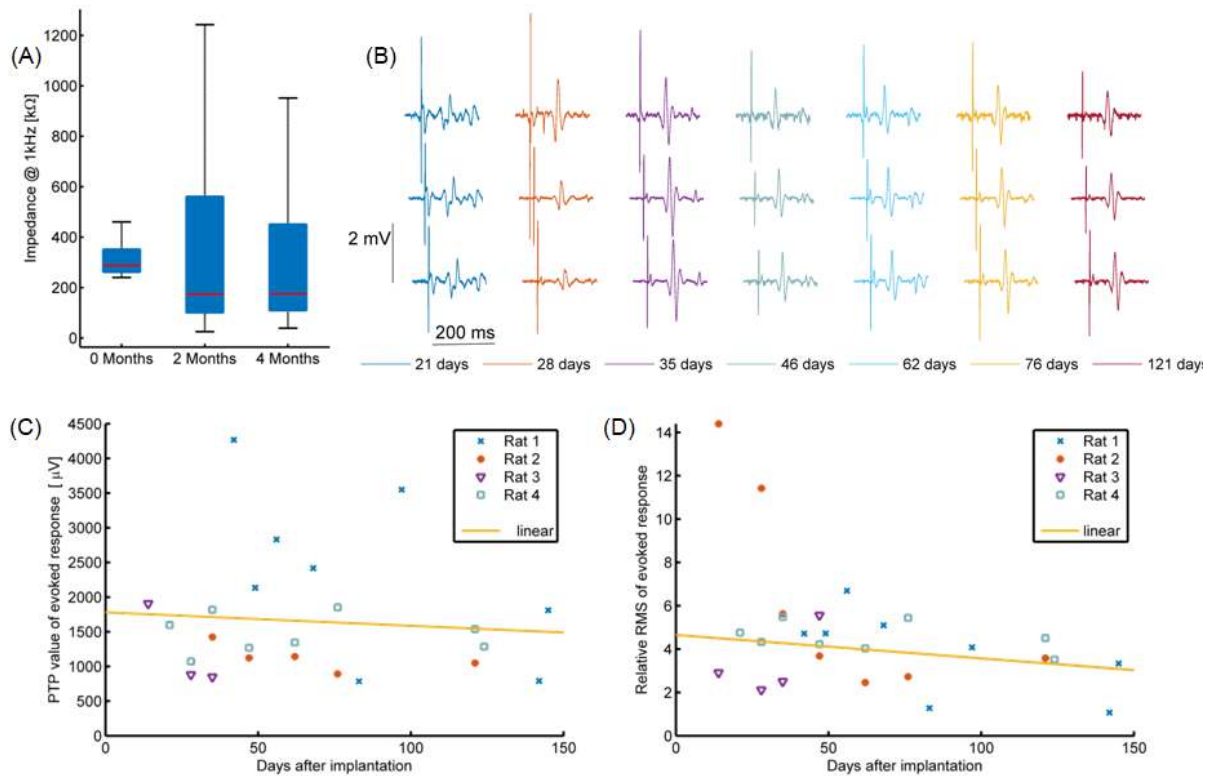 (A)
Impedance @ 1kHz [kΩ]
1200
1000
800
600
400
200
0
0 Months 2 Months 4 Months
(B)
2 mV
200 ms
21 days 28 days 35 days 46 days 62 days 76 days 121 days
(C)
PTP value of evoked response [ μV]
4500
4000
3500
3000
2500
2000
1500
1000
500
0
0 50 100 150
Days after implantation
Rat 1
Rat 2
Rat 3
Rat 4
linear
(D)
Relative RMS of evoked response
14
12
10
8
6
4
2
0
0 50 100 150
Days after implantation
Rat 1
Rat 2
Rat 3
Rat 4
linear